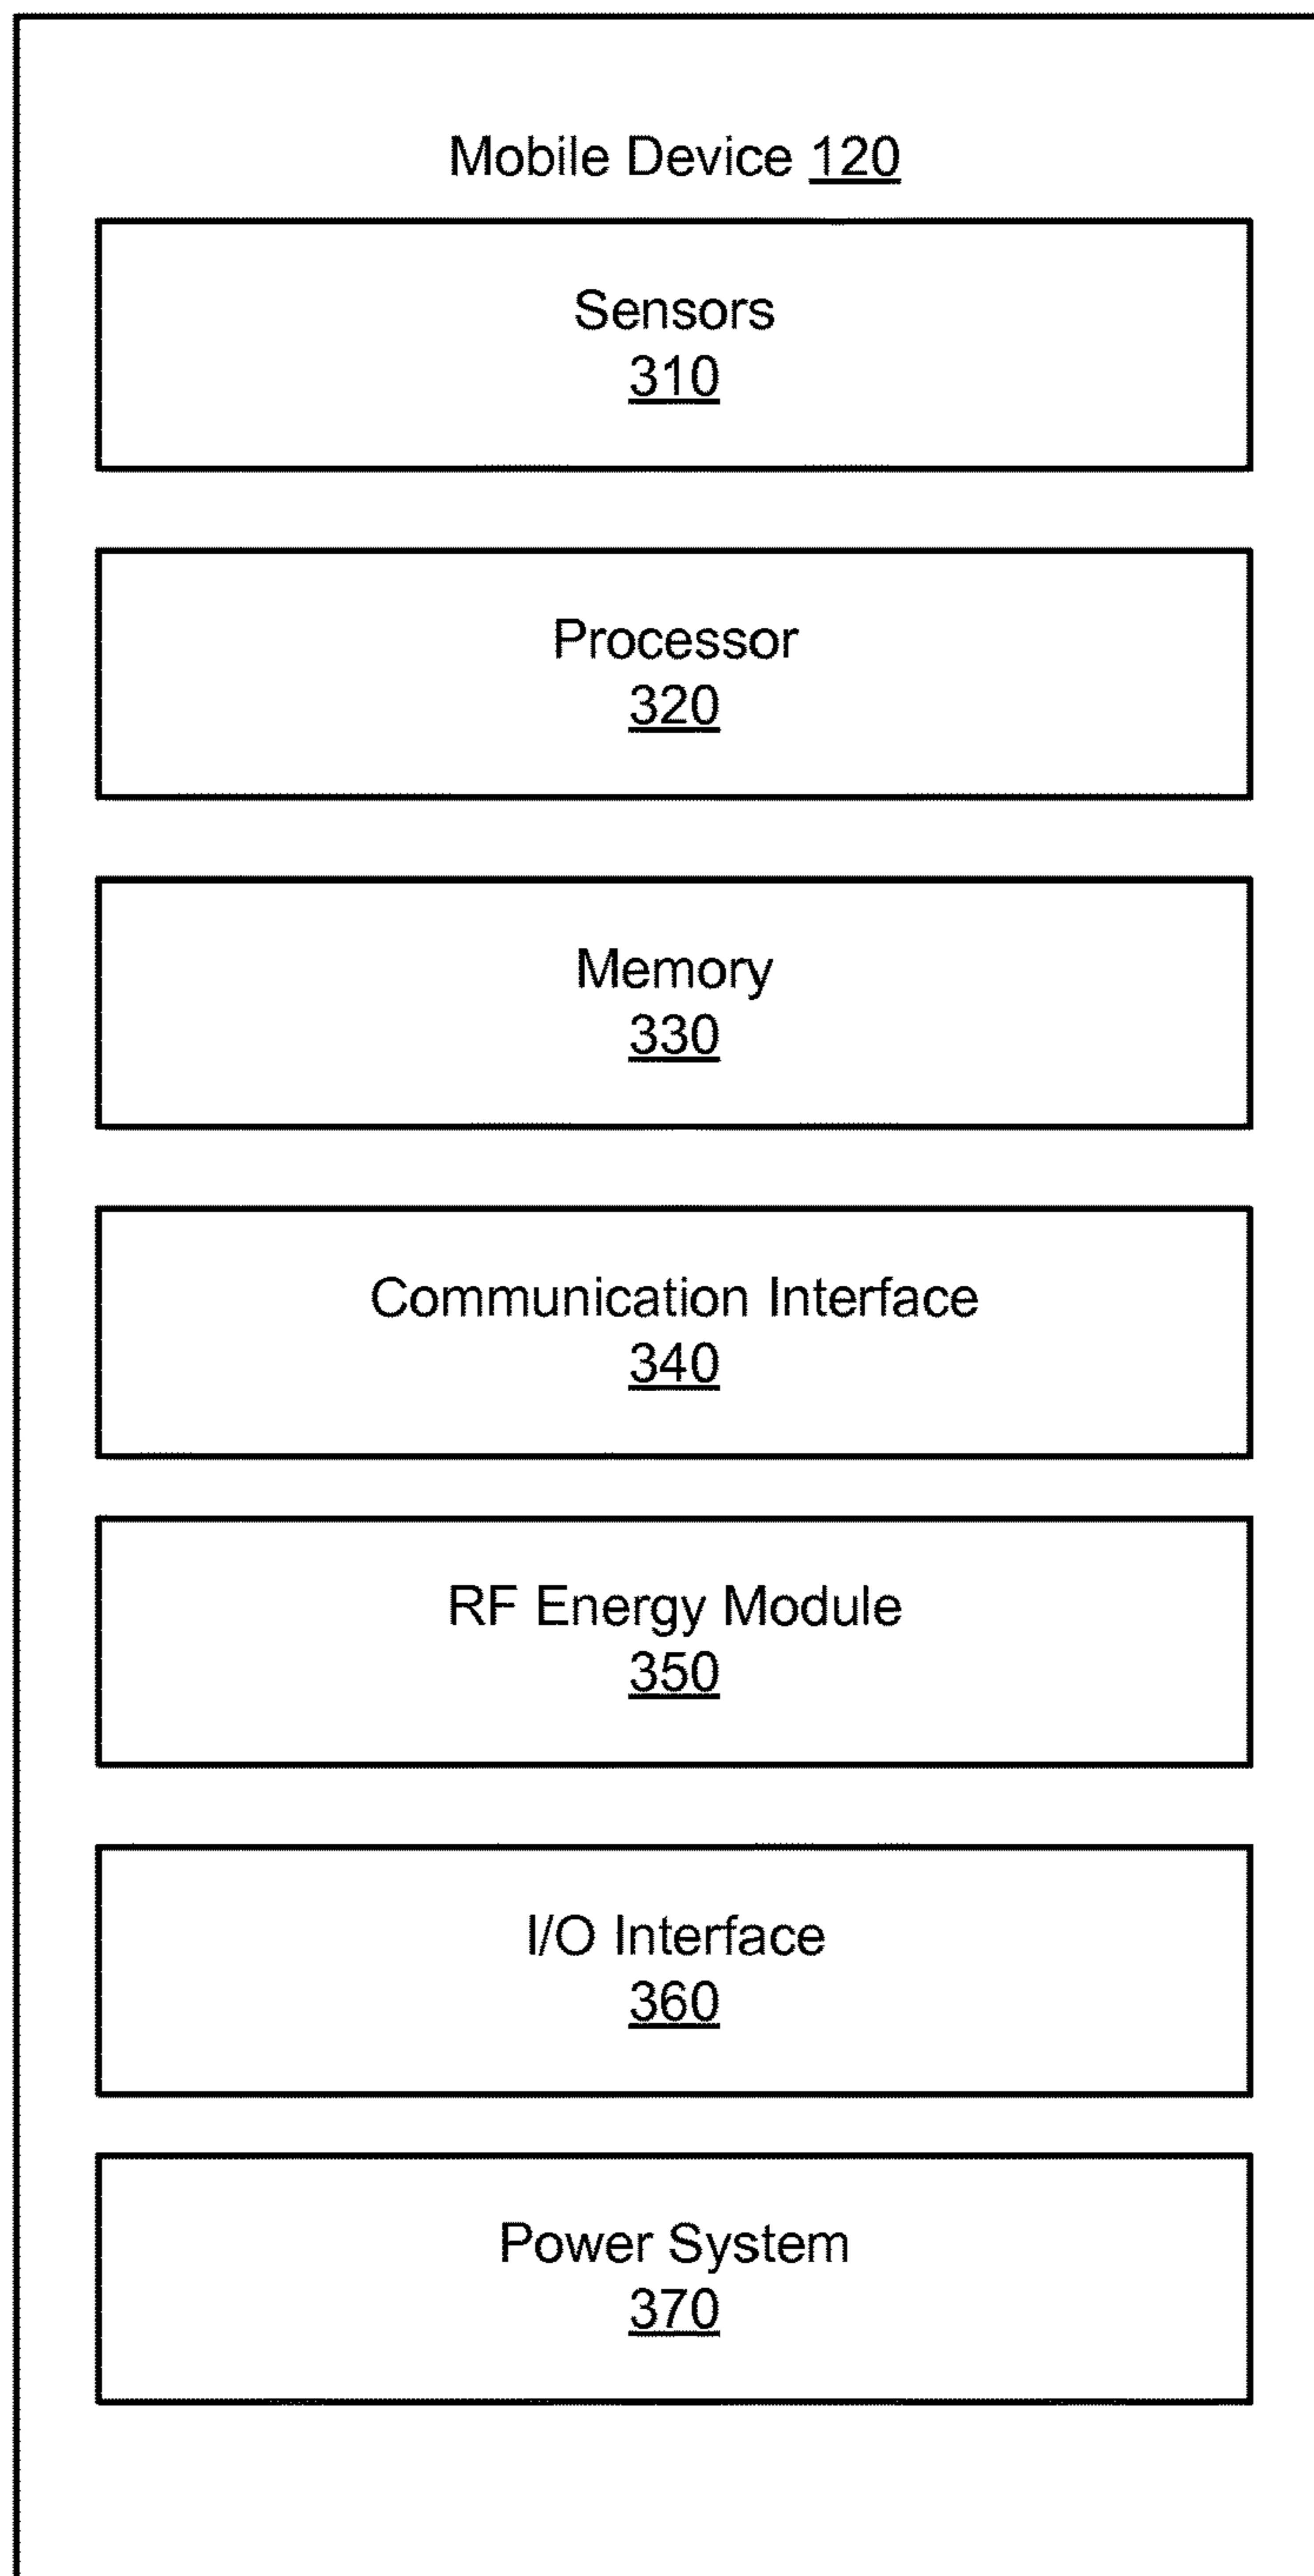 Mobile Device 120
Sensors
310
Processor
320
Memory
330
Communication Interface
340
RF Energy Module
350
I/O Interface
360
Power System
370